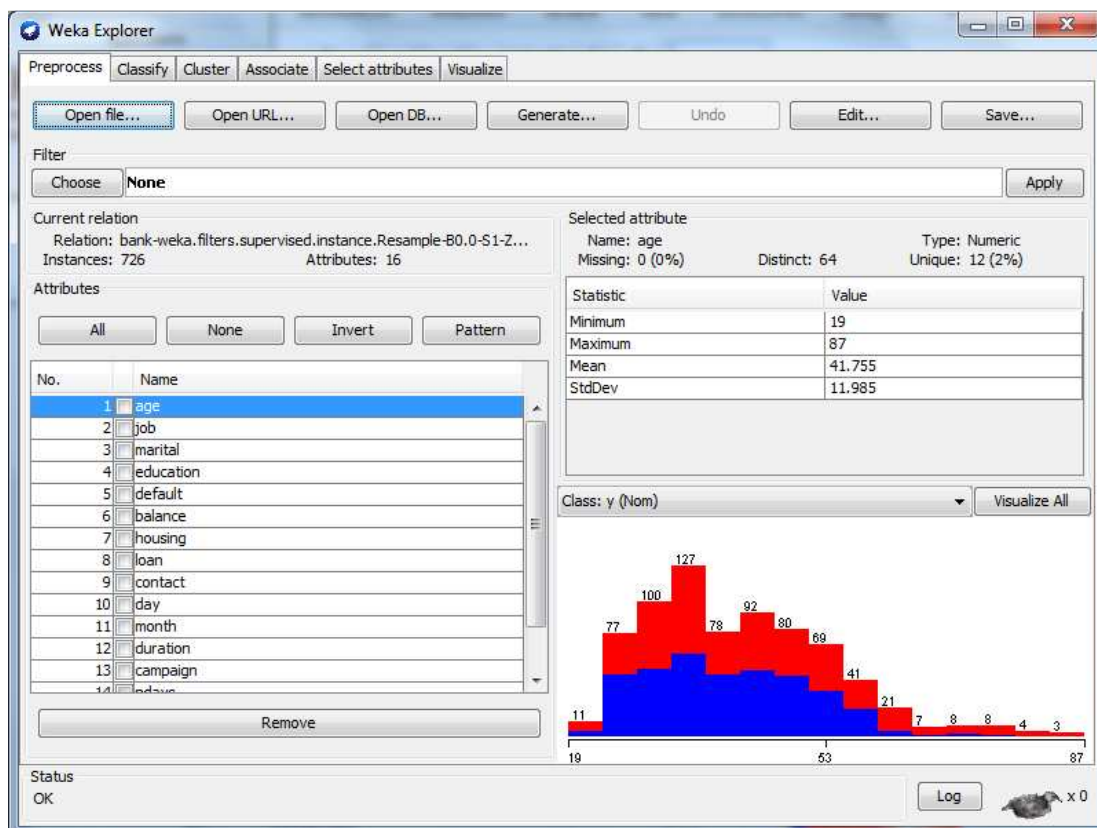 Weka Explorer
Preprocess Classify Cluster Associate Select attributes Visualize
Open file... Open URL... Open DB... Generate... Undo Edit... Save...
Filter
Choose None Apply
Current relation
Relation: bank-weka.filters.supervised.instance.Resample-B0.0-S1-Z...
Instances: 726 Attributes: 16
Attributes
All None Invert Pattern
No. Name
1 age
2 job
3 marital
4 education
5 default
6 balance
7 housing
8 loan
9 contact
10 day
11 month
12 duration
13 campaign
Remove
Selected attribute
Name: age Type: Numeric
Missing: 0 (0%) Distinct: 64 Unique: 12 (2%)
Statistic Value
Minimum 19
Maximum 87
Mean 41.755
StdDev 11.985
Class: y (Nom) Visualize All
11 77 100 127 78 92 80 69 41 21 7 8 8 4 3
19 53 87
Status
OK
Log x 0